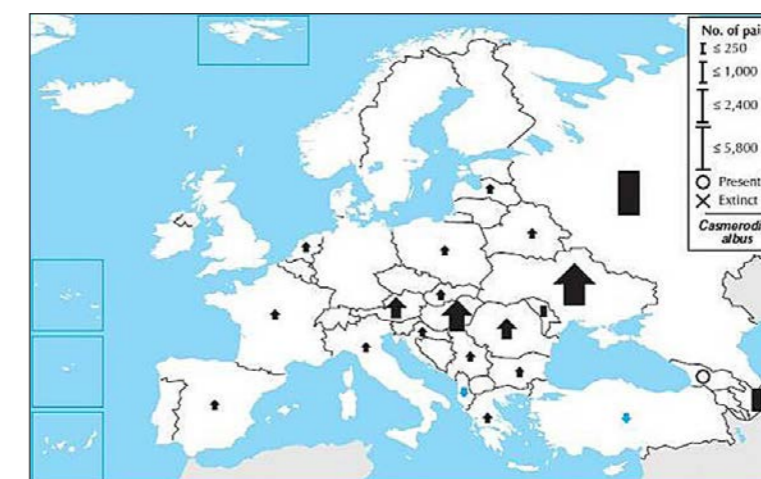 No. of pai
≤ 250
≤ 1,000
≤ 2,400
≤ 5,800
Present
Extinct
Casmerodi
albus